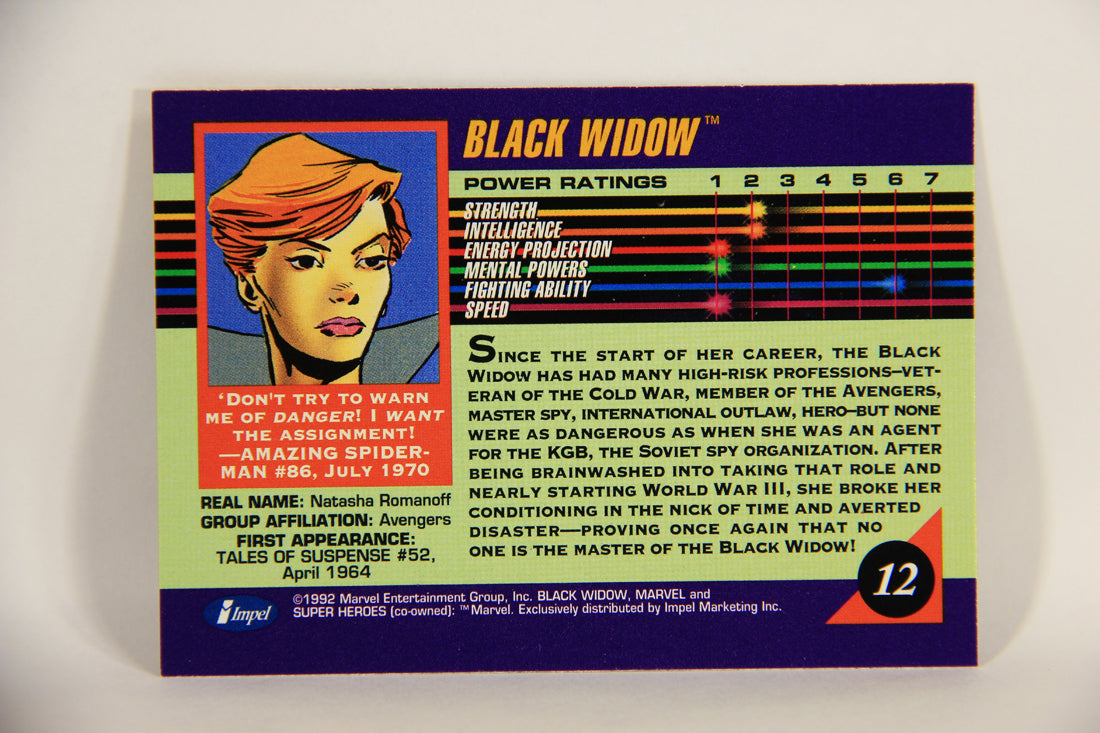 BLACK WIDOW™
POWER RATINGS 1 2 3 4 5 6 7
STRENGTH
INTELLIGENCE
ENERGY PROJECTION
MENTAL POWERS
FIGHTING ABILITY
SPEED
‘DON'T TRY TO WARN
ME OF DANGER! I WANT
THE ASSIGNMENT!
—AMAZING SPIDER-
MAN #86, JULY 1970
REAL NAME: Natasha Romanoff
GROUP AFFILIATION: Avengers
FIRST APPEARANCE:
TALES OF SUSPENSE #52,
April 1964
SINCE THE START OF HER CAREER, THE BLACK
WIDOW HAS HAD MANY HIGH-RISK PROFESSIONS—VET-
ERAN OF THE COLD WAR, MEMBER OF THE AVENGERS,
MASTER SPY, INTERNATIONAL OUTLAW, HERO—BUT NONE
WERE AS DANGEROUS AS WHEN SHE WAS AN AGENT
FOR THE KGB, THE SOVIET SPY ORGANIZATION. AFTER
BEING BRAINWASHED INTO TAKING THAT ROLE AND
NEARLY STARTING WORLD WAR III, SHE BROKE HER
CONDITIONING IN THE NICK OF TIME AND AVERTED
DISASTER—PROVING ONCE AGAIN THAT NO
ONE IS THE MASTER OF THE BLACK WIDOW!
12
Impel
©1992 Marvel Entertainment Group, Inc. BLACK WIDOW, MARVEL and
SUPER HEROES (co-owned): ™Marvel. Exclusively distributed by Impel Marketing Inc.